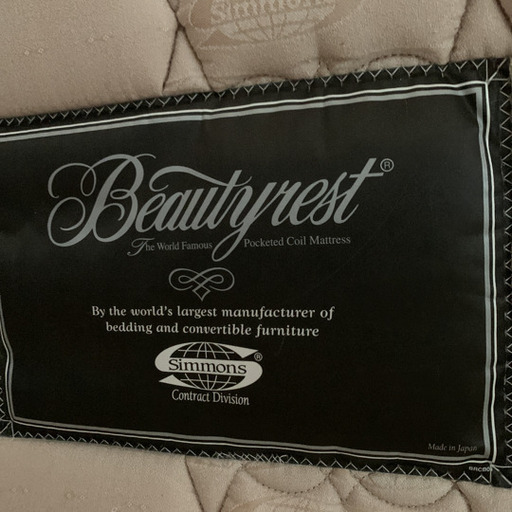 Simmons
Beautyrest®
The World Famous Pocketed Coil Mattress
By the world's largest manufacturer of
bedding and convertible furniture
Simmons®
Contract Division
Made in Japan